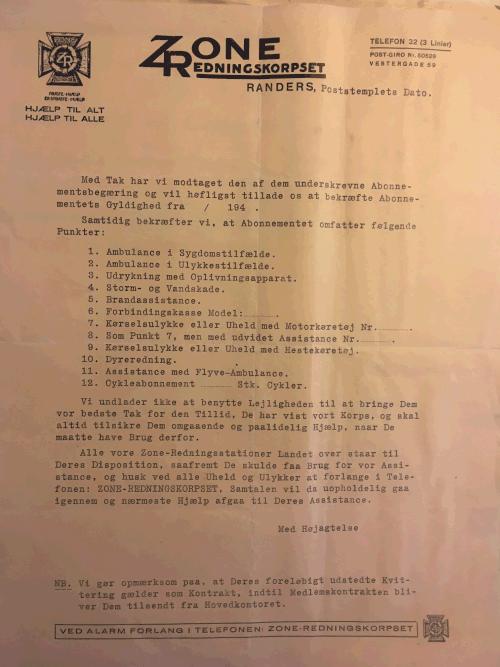 ZR
FØRSTE-HJÆLP
HJÆLP TIL ALT
HJÆLP TIL ALLE
ZONE
REDNINGSKORPSET
RANDERS, Poststemplets Dato.
TELEFON 32 (3 Linier)
POST-GIRO Nr. 50529
VESTERGADE 59
Med Tak har vi modtaget den af dem underskrevne Abonne-
mentsbegæring og vil høfligst tillade os at bekræfte Abonne-
mentets Gyldighed fra / 194 .
Samtidig bekræfter vi, at Abonnementet omfatter følgende
Punkter:
1. Ambulance i Sygdomstilfælde.
2. Ambulance i Ulykkestilfælde.
3. Udrykning med Oplivningsapparat.
4. Storm- og Vandskade.
5. Brandassistance.
6. Forbindingskasse Model:........
7. Kørselsulykke eller Uheld med Motorkøretøj Nr.........
8. Som Punkt 7, men med udvidet Assistance Nr.........
9. Kørselsulykke eller Uheld med Hestekøretøj.
10. Dyreredning.
11. Assistance med Flyve-Ambulance.
12. Cykleabonnement ........ Stk. Cykler.
Vi undlader ikke at benytte Lejligheden til at bringe Dem
vor bedste Tak for den Tillid, De har vist vort Korps, og skal
altid tilsikre Dem omgaaende og paalidelig Hjælp, naar De
maatte have Brug derfor.
Alle vore Zone-Redningsstationer Landet over staar til
Deres Disposition, saafremt De skulde faa Brug for vor Assi-
stance, og husk ved alle Uheld og Ulykker at forlange i Tele-
fonen: ZONE-REDNINGSKORPSET, Samtalen vil da uopholdelig gaa
igennem og nærmeste Hjælp afgaa til Deres Assistance.
Med Højagtelse
NB. Vi gør opmærksom paa, at Deres foreløbigt udstedte Kvit-
tering gælder som Kontrakt, indtil Medlemskontrakten bli-
ver Dem tilsendt fra Hovedkontoret.
VED ALARM FORLANG I TELEFONEN: ZONE-REDNINGSKORPSET